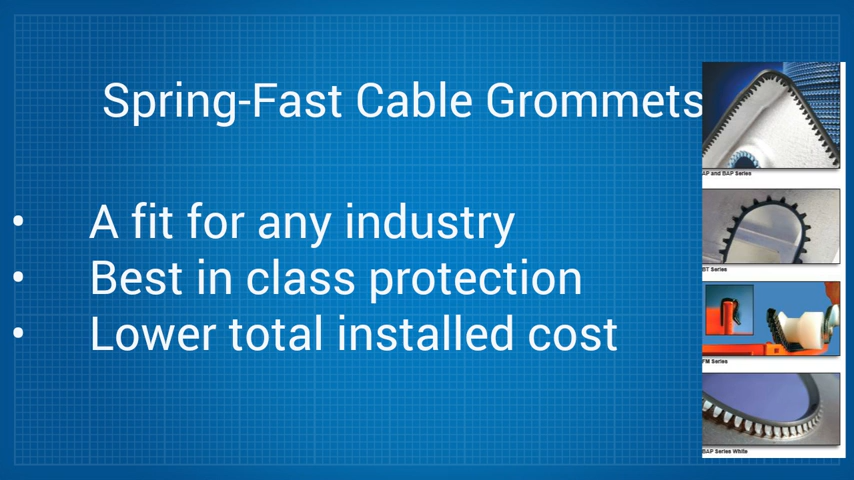 Spring-Fast Cable Grommets
• A fit for any industry
• Best in class protection
• Lower total installed cost
AP and BAP Series
BT Series
FM Series
BAP Series White